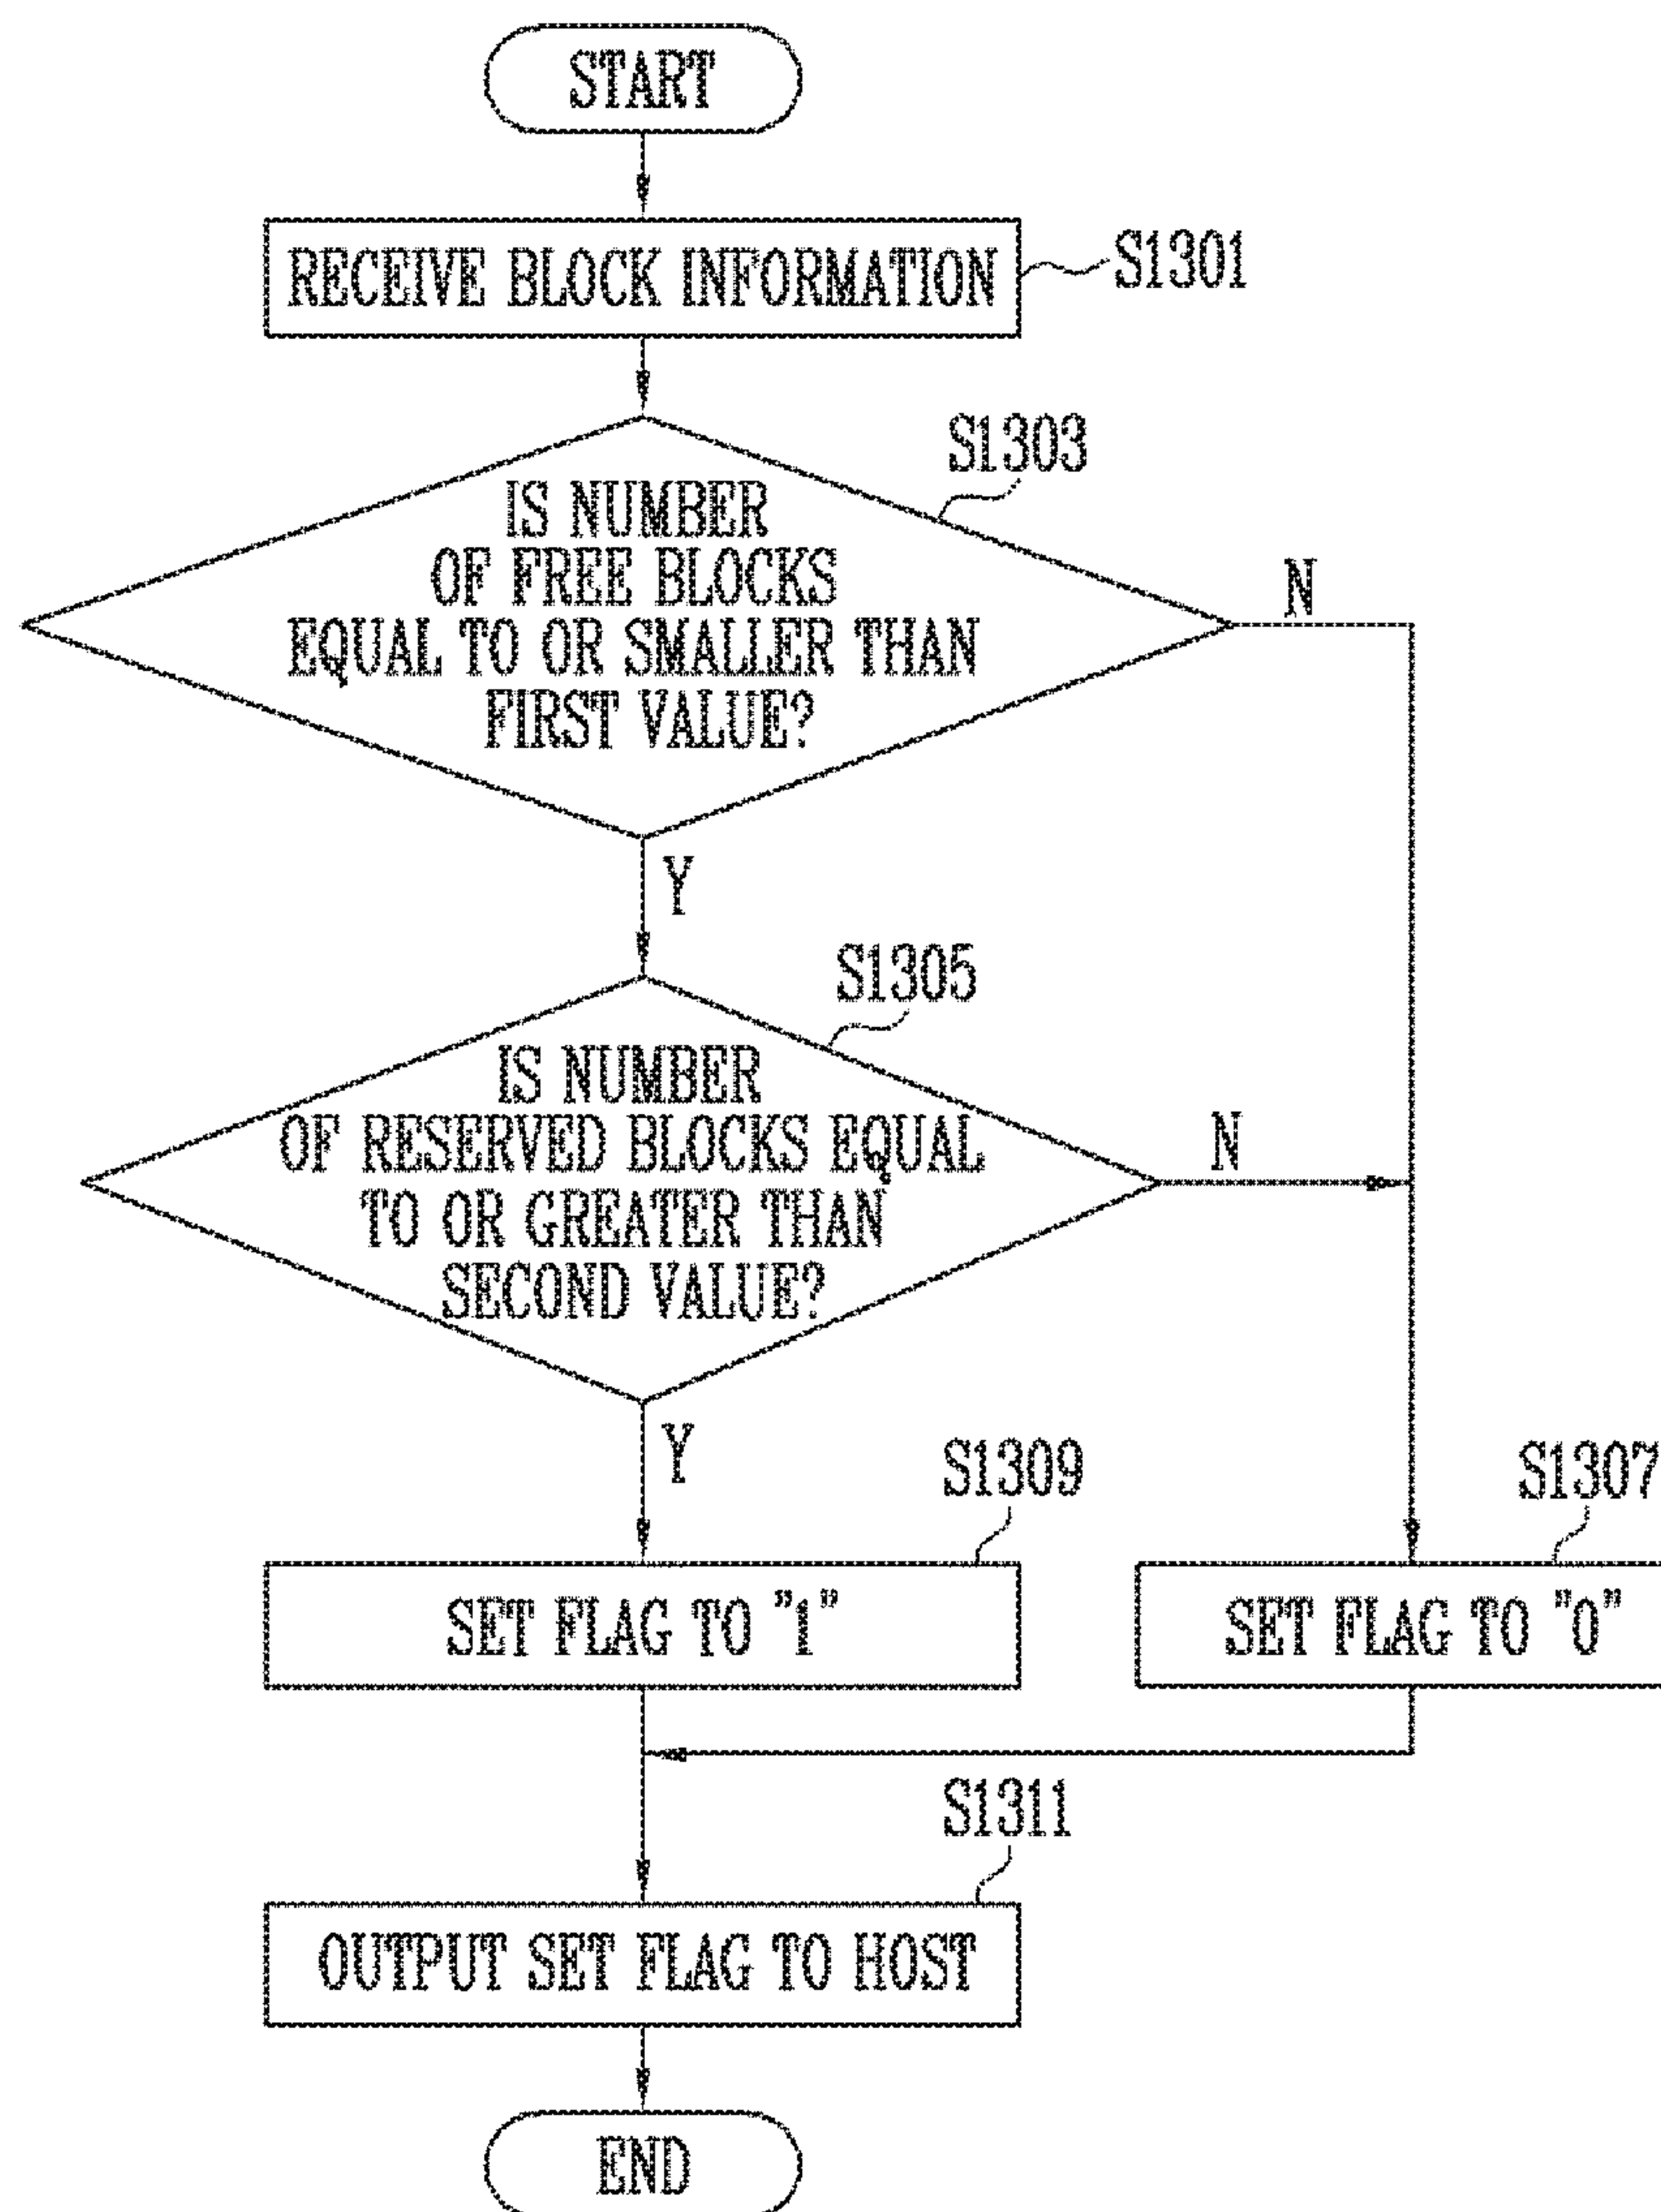 START
RECEIVE BLOCK INFORMATION
S1301
S1303
IS NUMBER
OF FREE BLOCKS
EQUAL TO OR SMALLER THAN
FIRST VALUE?
N
Y
S1305
IS NUMBER
OF RESERVED BLOCKS EQUAL
TO OR GREATER THAN
SECOND VALUE?
N
Y
S1309
S1307
SET FLAG TO "1"
SET FLAG TO "0"
S1311
OUTPUT SET FLAG TO HOST
END